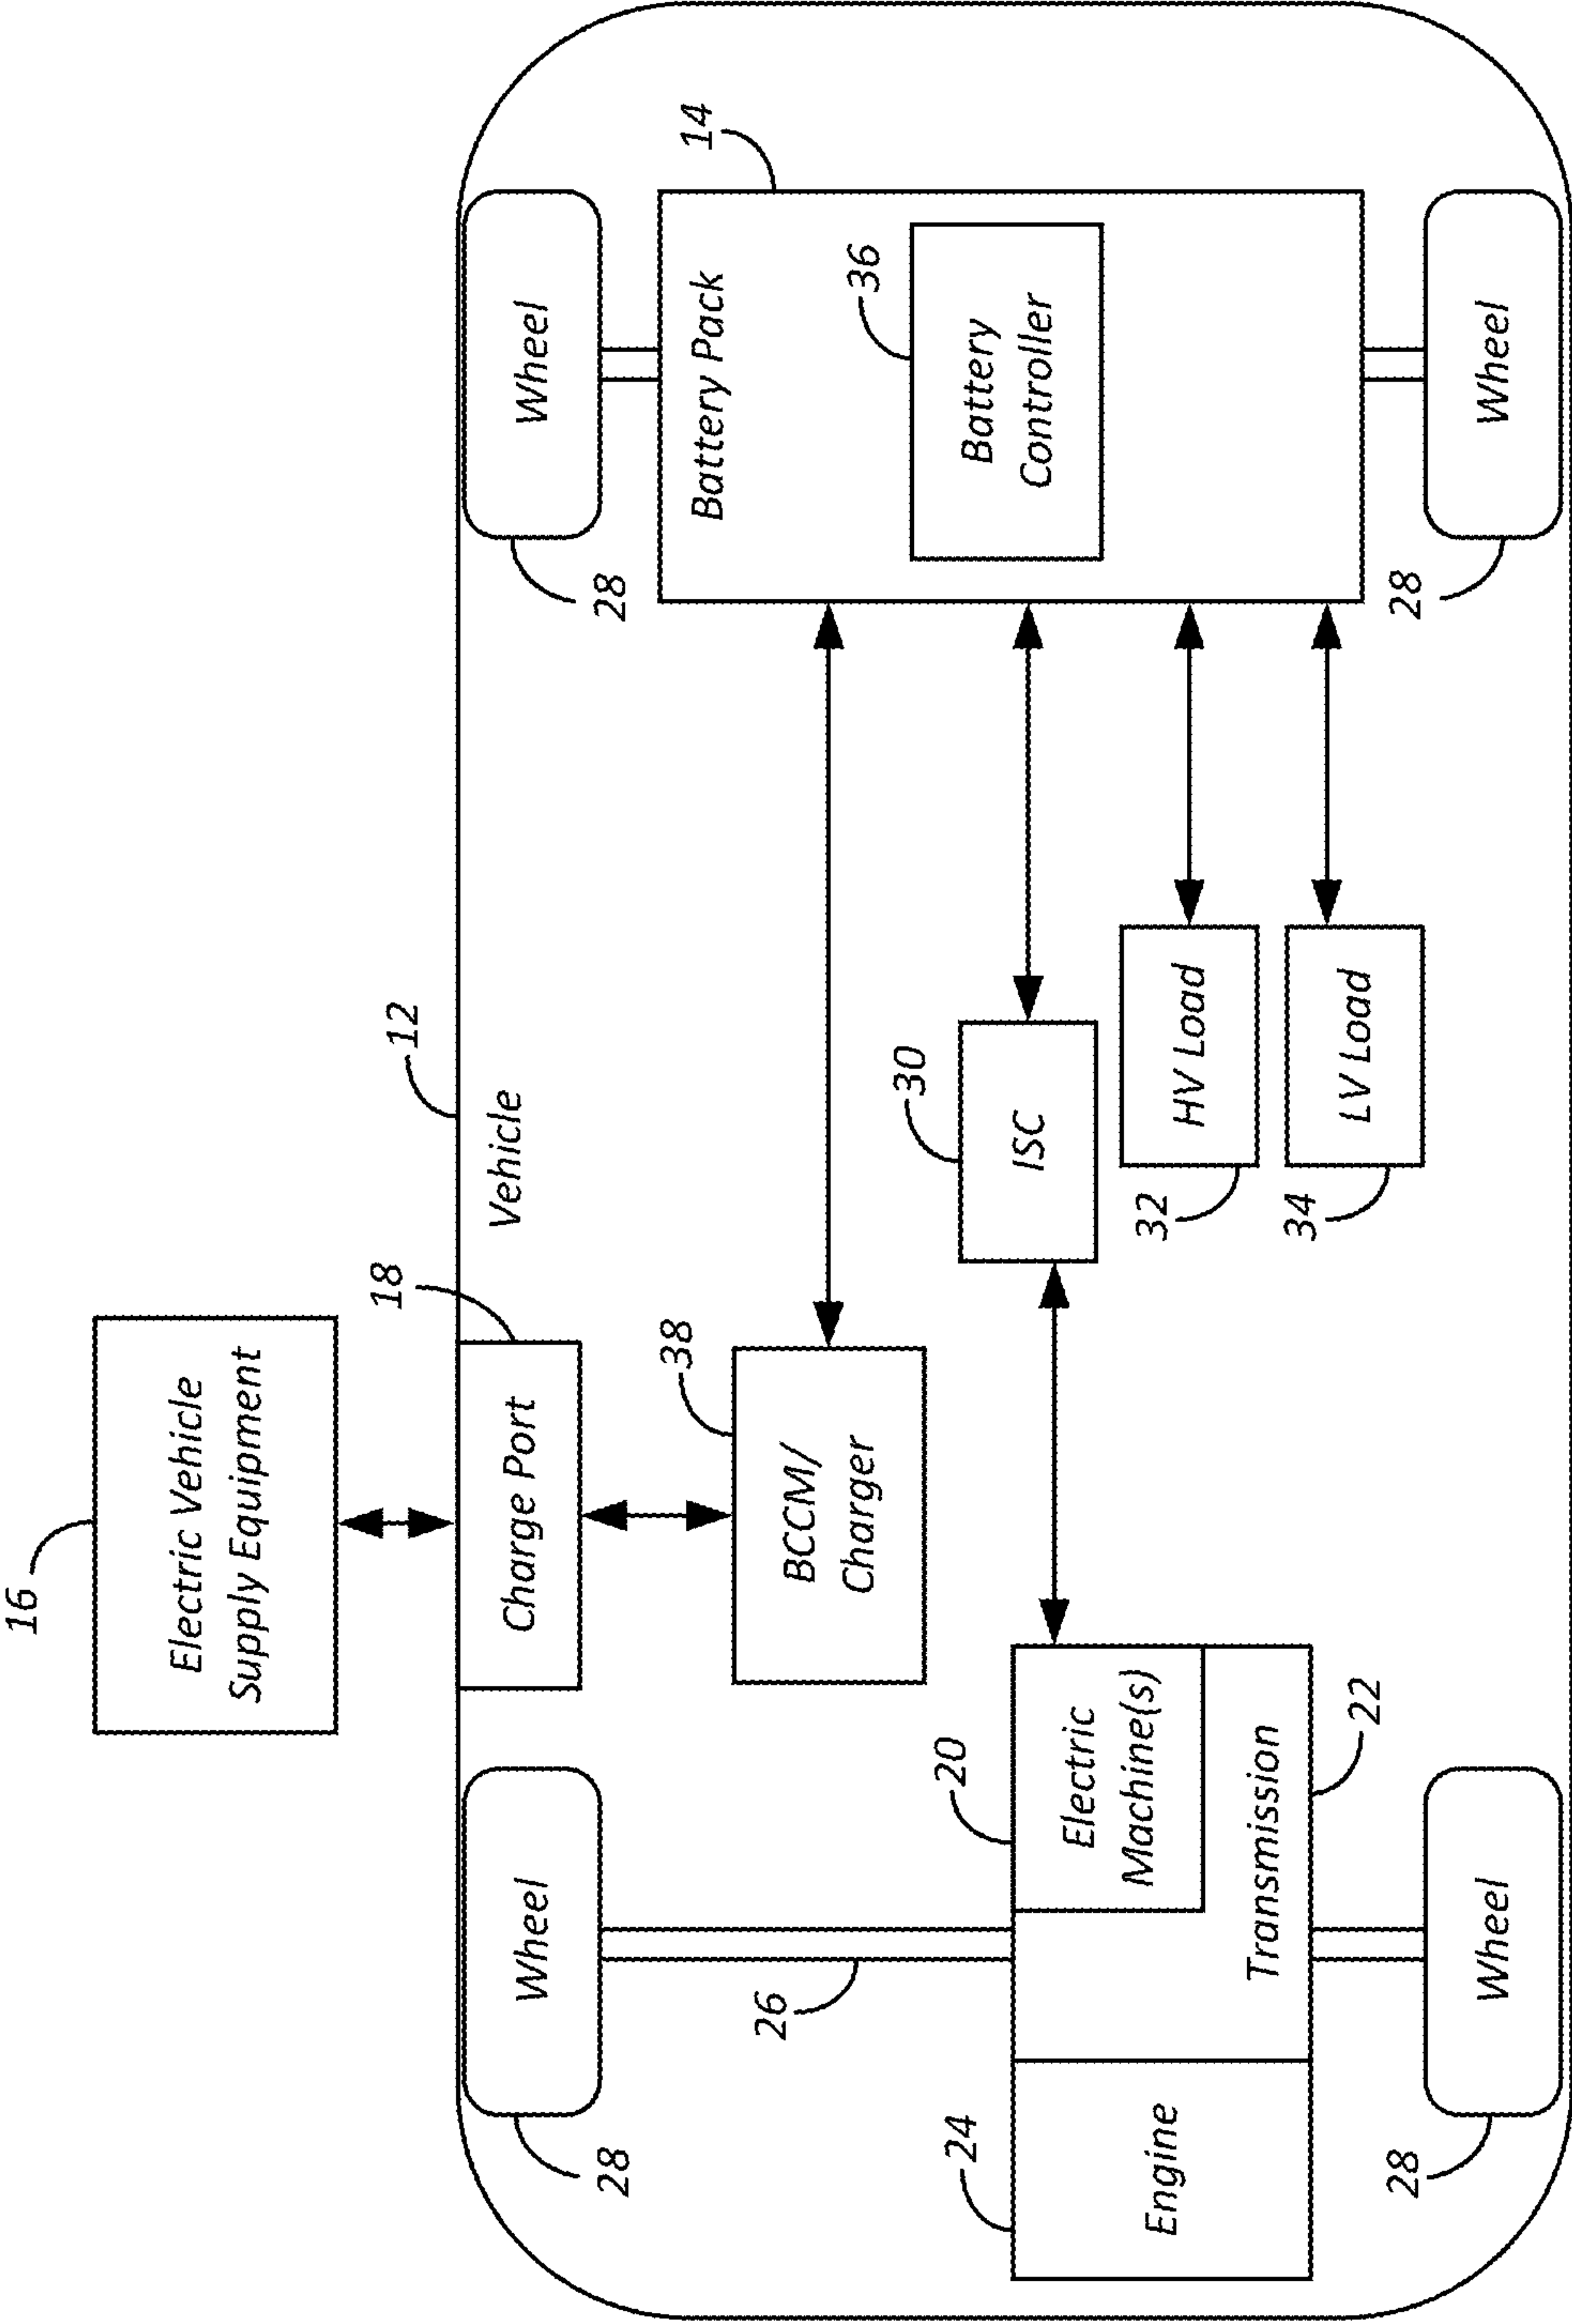 16
Electric Vehicle
Supply Equipment
18
12
Charge Port
Vehicle
28
Wheel
Wheel
28
38
BCCM/
Charger
14
Battery Pack
26
36
Battery
Controller
24
20
30
Engine
Electric
Machine(s)
ISC
Transmission
22
32
HV Load
34
LV Load
28
Wheel
28
Wheel